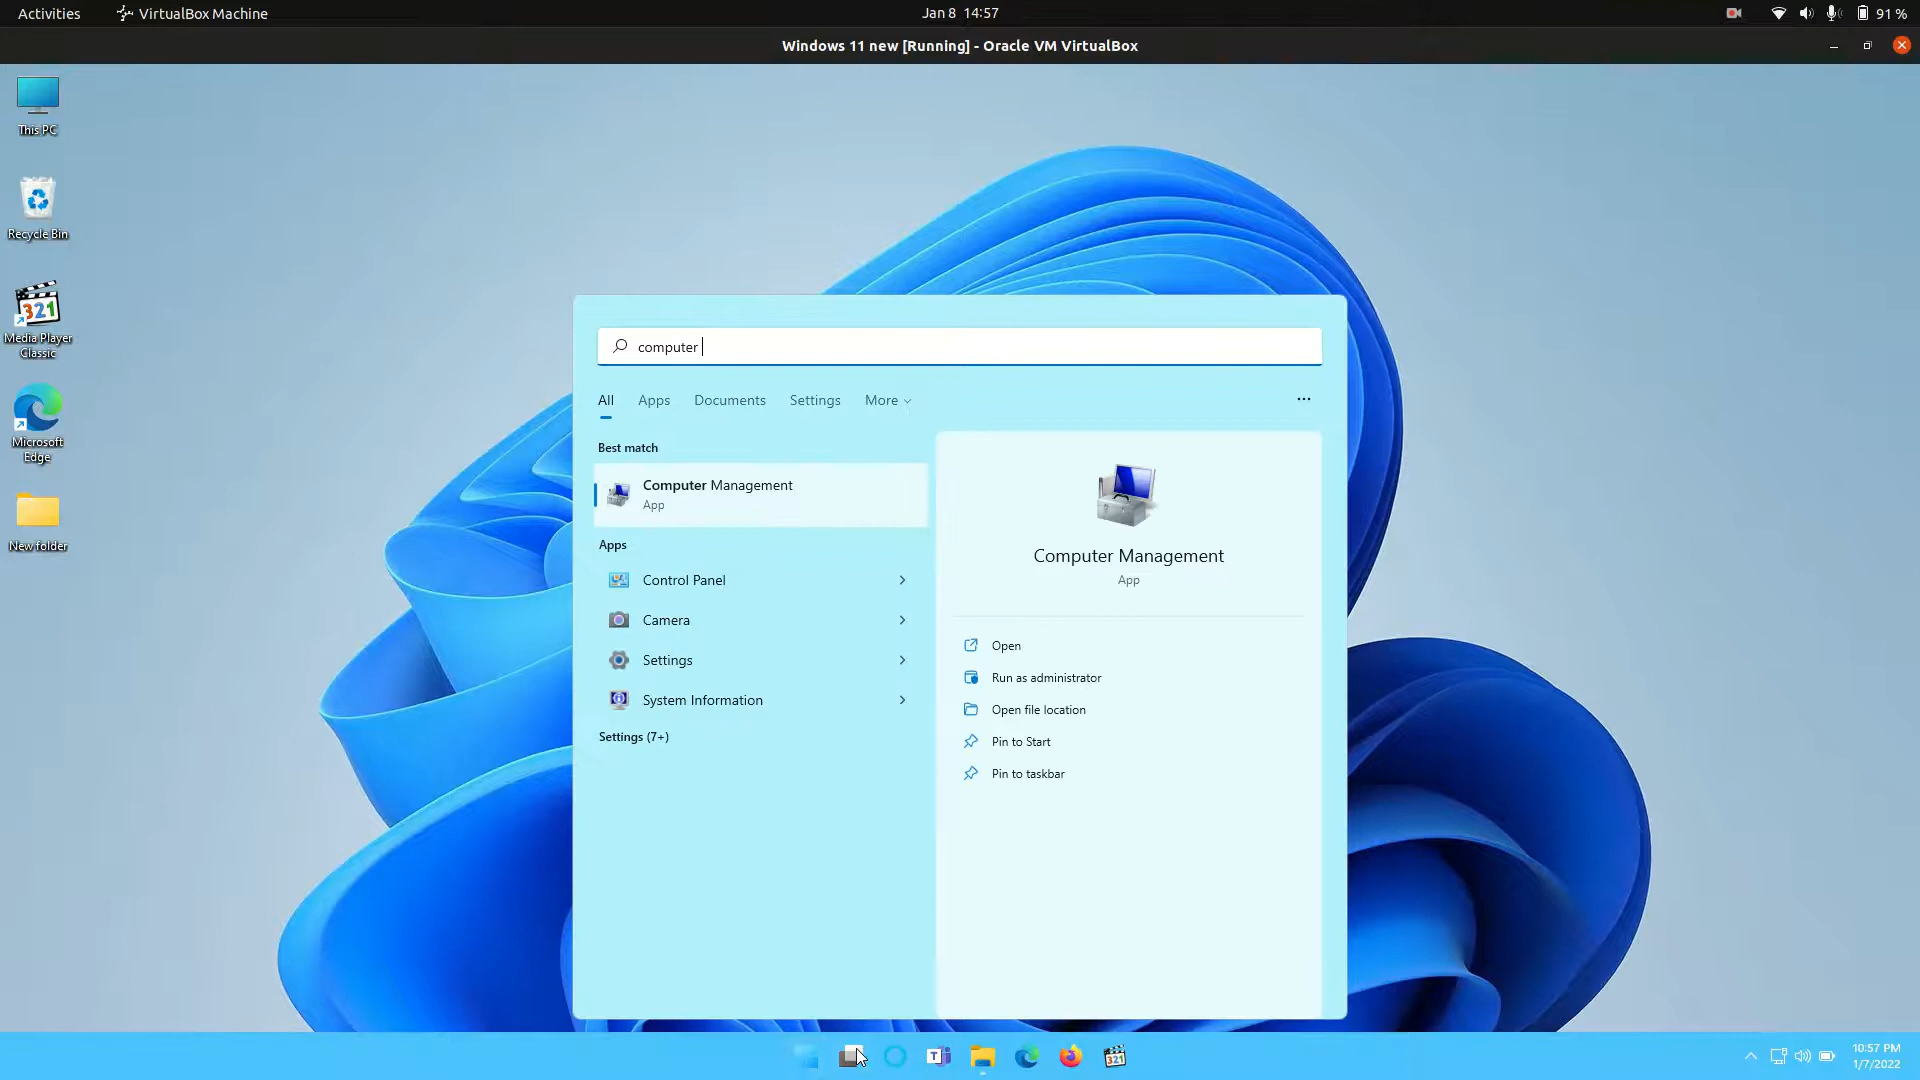 Activities
VirtualBox Machine
Jan 8 14:57
91 %
Windows 11 new [Running] - Oracle VM VirtualBox
This PC
Recycle Bin
321
Media Player
Classic
Microsoft
Edge
New folder
computer
All
Apps
Documents
Settings
More
Best match
Computer Management
App
Apps
Control Panel
Camera
Settings
System Information
Settings (7+)
Computer Management
App
Open
Run as administrator
Open file location
Pin to Start
Pin to taskbar
T
321
10:57 PM
1/7/2022